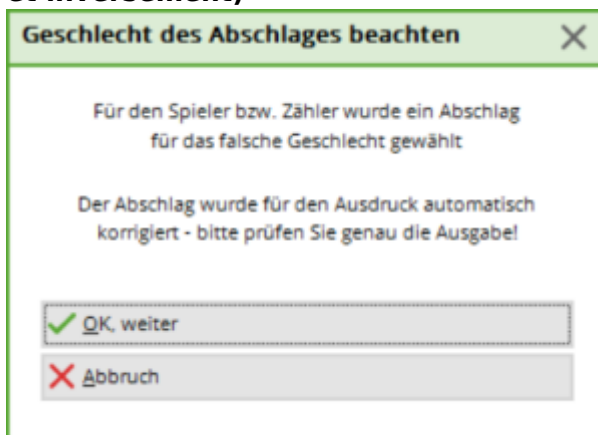 Geschlecht des Abschlages beachten
Für den Spieler bzw. Zähler wurde ein Abschlag
für das falsche Geschlecht gewählt
Der Abschlag wurde für den Ausdruck automatisch
korrigiert - bitte prüfen Sie genau die Ausgabe!
OK, weiter
Abbruch